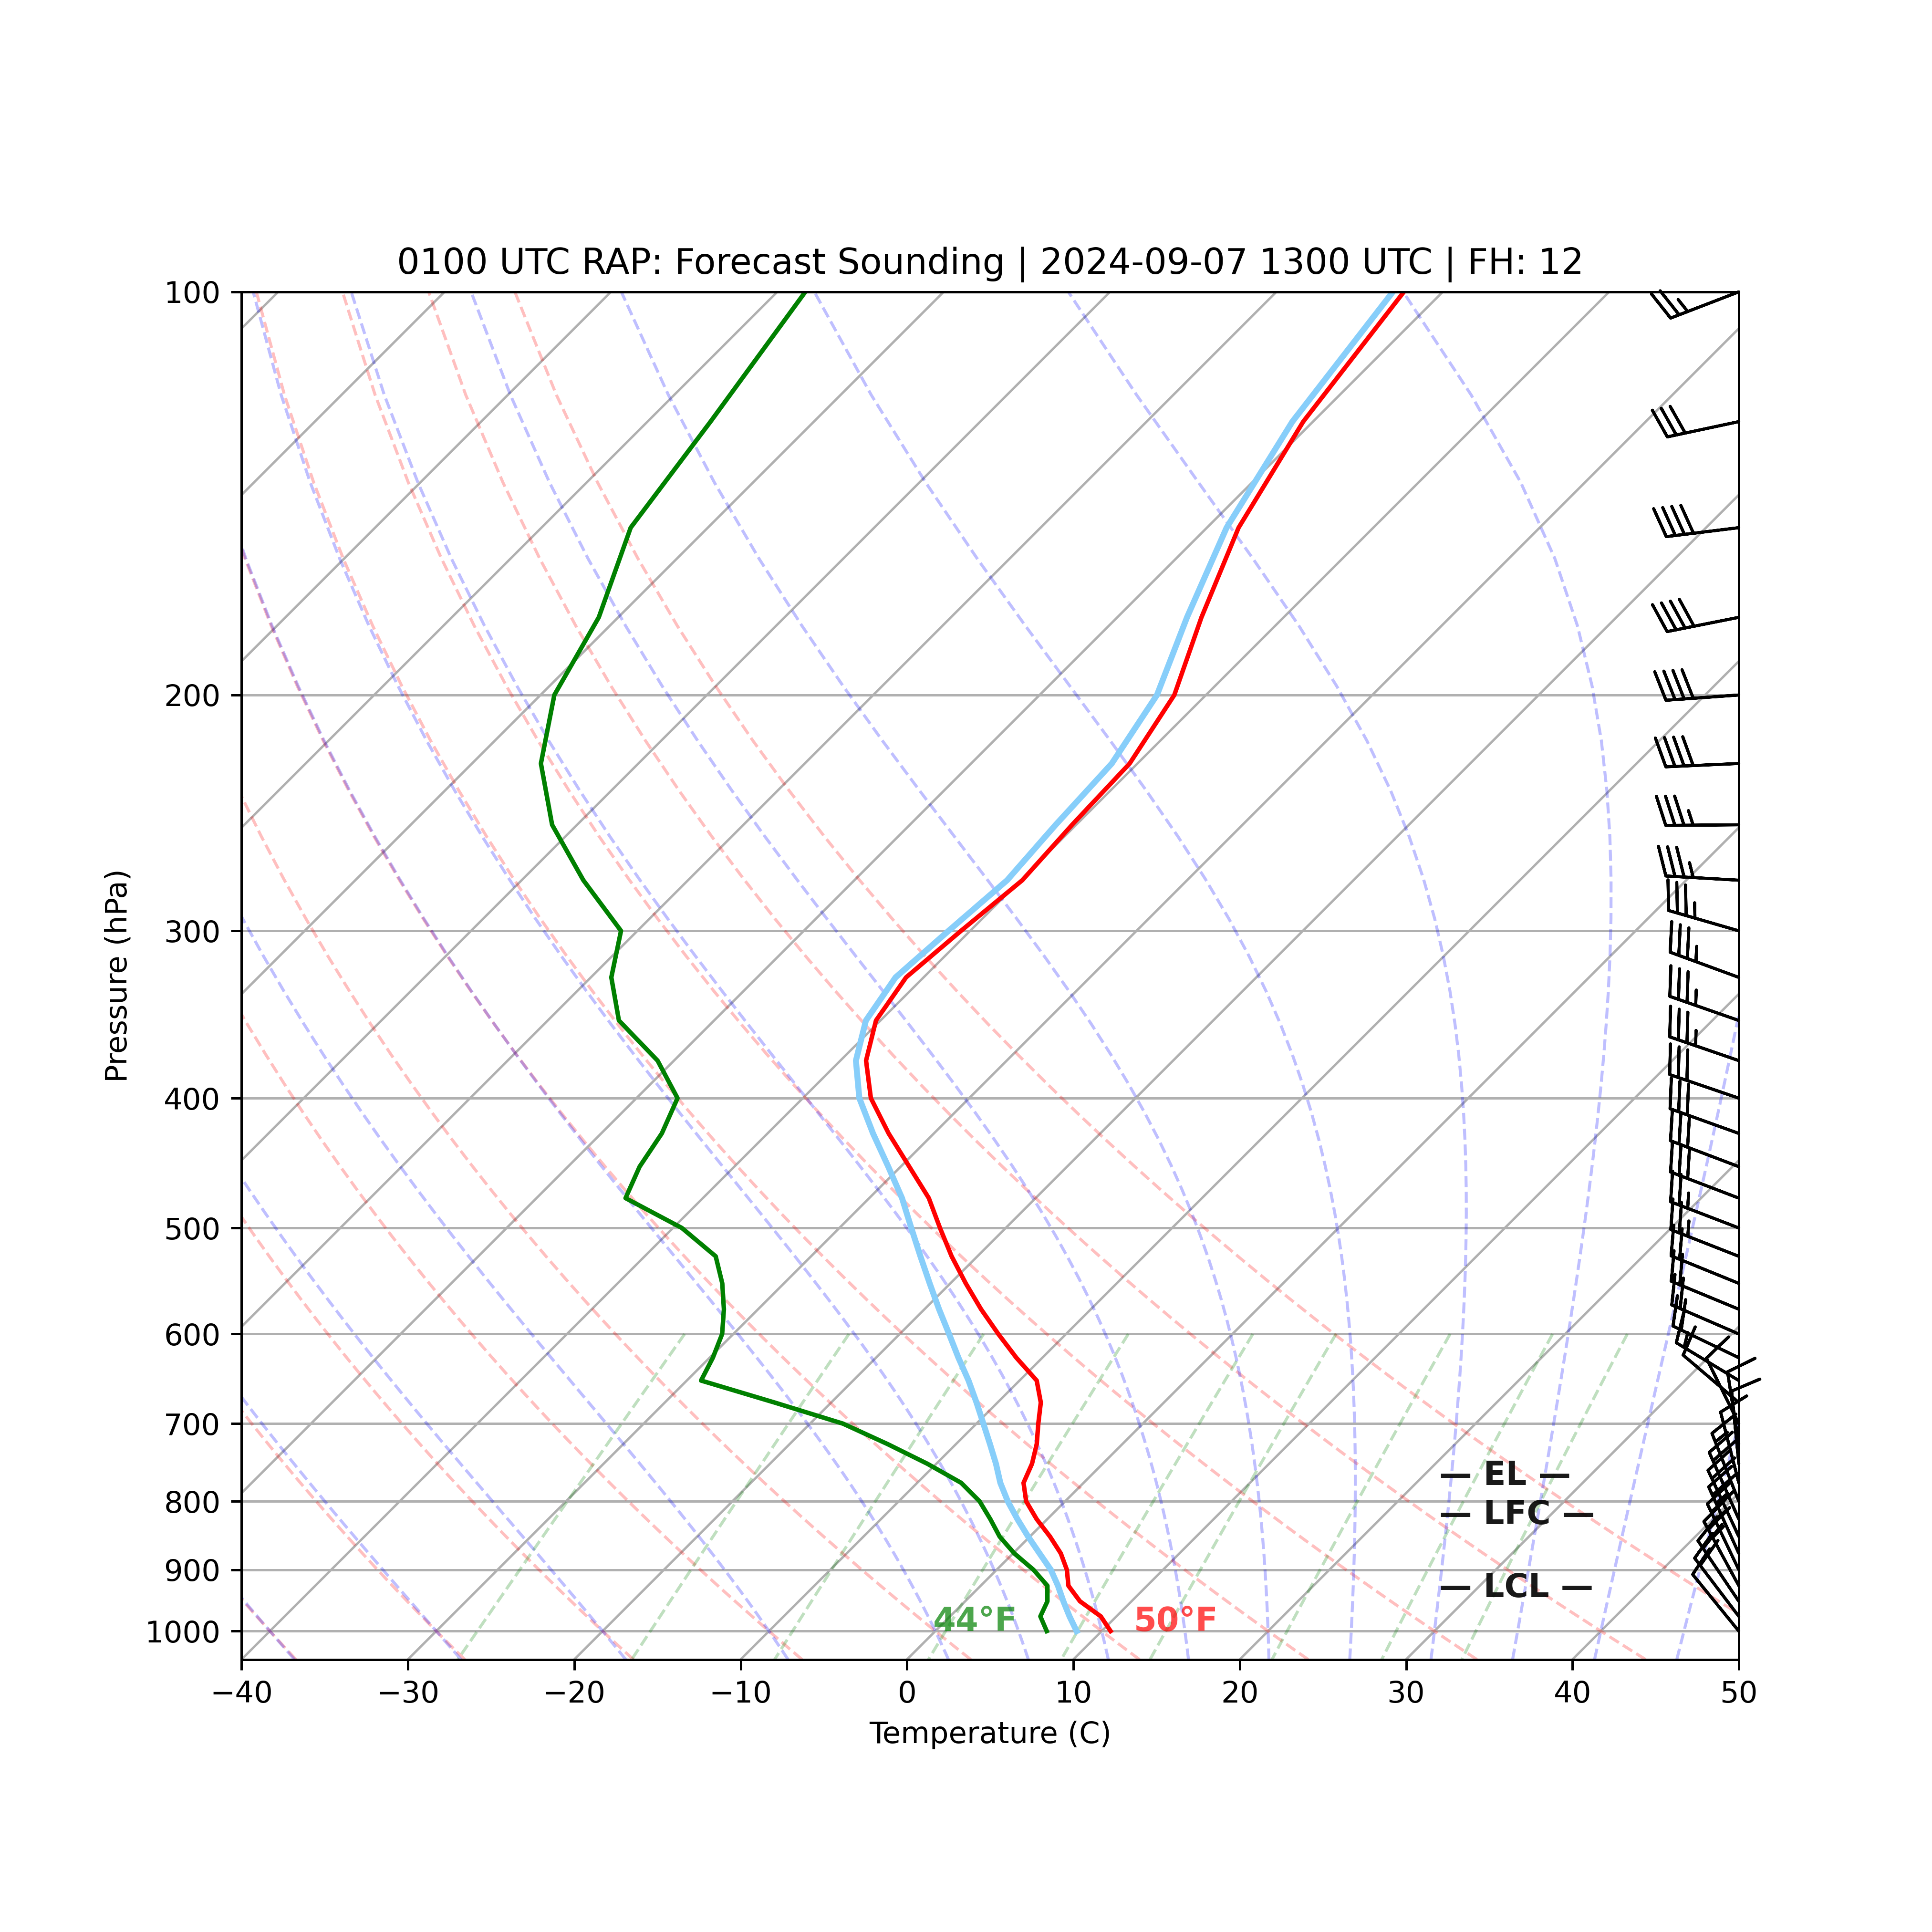 0100 UTC RAP: Forecast Sounding | 2024-09-07 1300 UTC | FH: 12
100
200
300
400
500
600
700
800
900
1000
Pressure (hPa)
— EL —
— LFC —
— LCL —
44°F
50°F
−40
−30
−20
−10
0
10
20
30
40
50
Temperature (C)